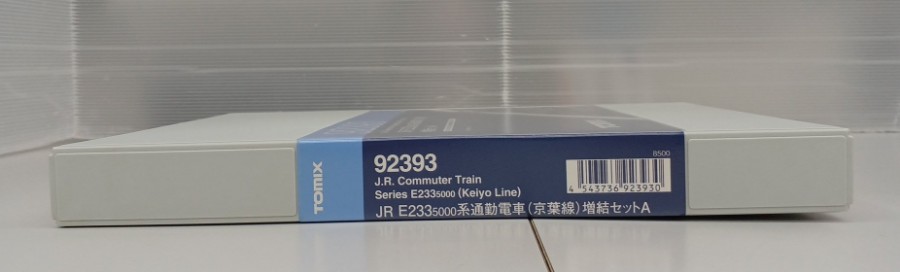 TOMIX
92393
J.R. Commuter Train
Series E2335000 (Keiyo Line)
JR E2335000系通勤電車(京葉線)増結セットA
8500
4 543736 923930